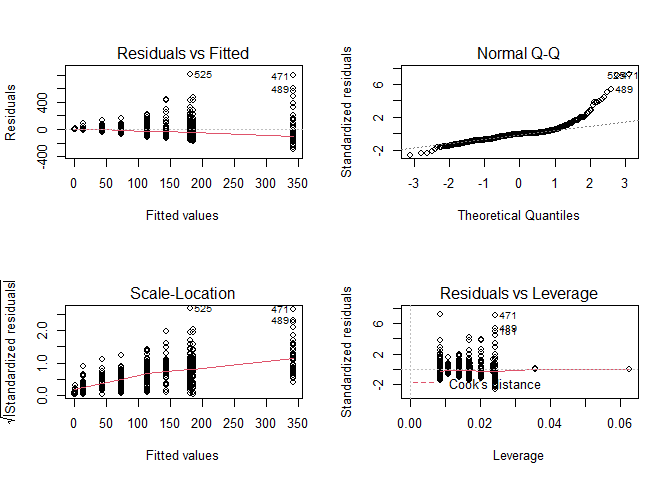 Residuals vs Fitted
Residuals
-400 0 400
525
471
489
0 50 100 150 200 250 300 350
Fitted values
Normal Q-Q
Standardized residuals
-2 2 6
471
489
-3 -2 -1 0 1 2 3
Theoretical Quantiles
Scale-Location
√|Standardized residuals|
0.0 1.0 2.0
525
471
489
0 50 100 150 200 250 300 350
Fitted values
Residuals vs Leverage
Standardized residuals
-2 2 6
471
489
Cook's distance
0.00 0.02 0.04 0.06
Leverage